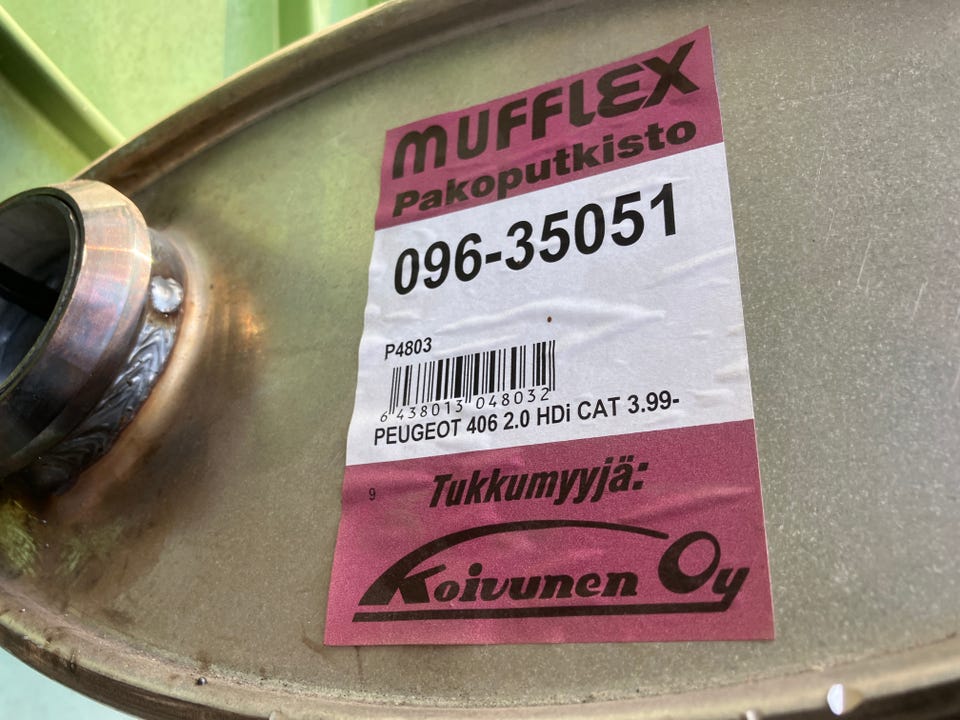 MUFFLEX
Pakoputkisto
096-35051
P4803
6 438013 048032
PEUGEOT 406 2.0 HDi CAT 3.99-
9
Tukkumyyjä:
Koivunen Oy